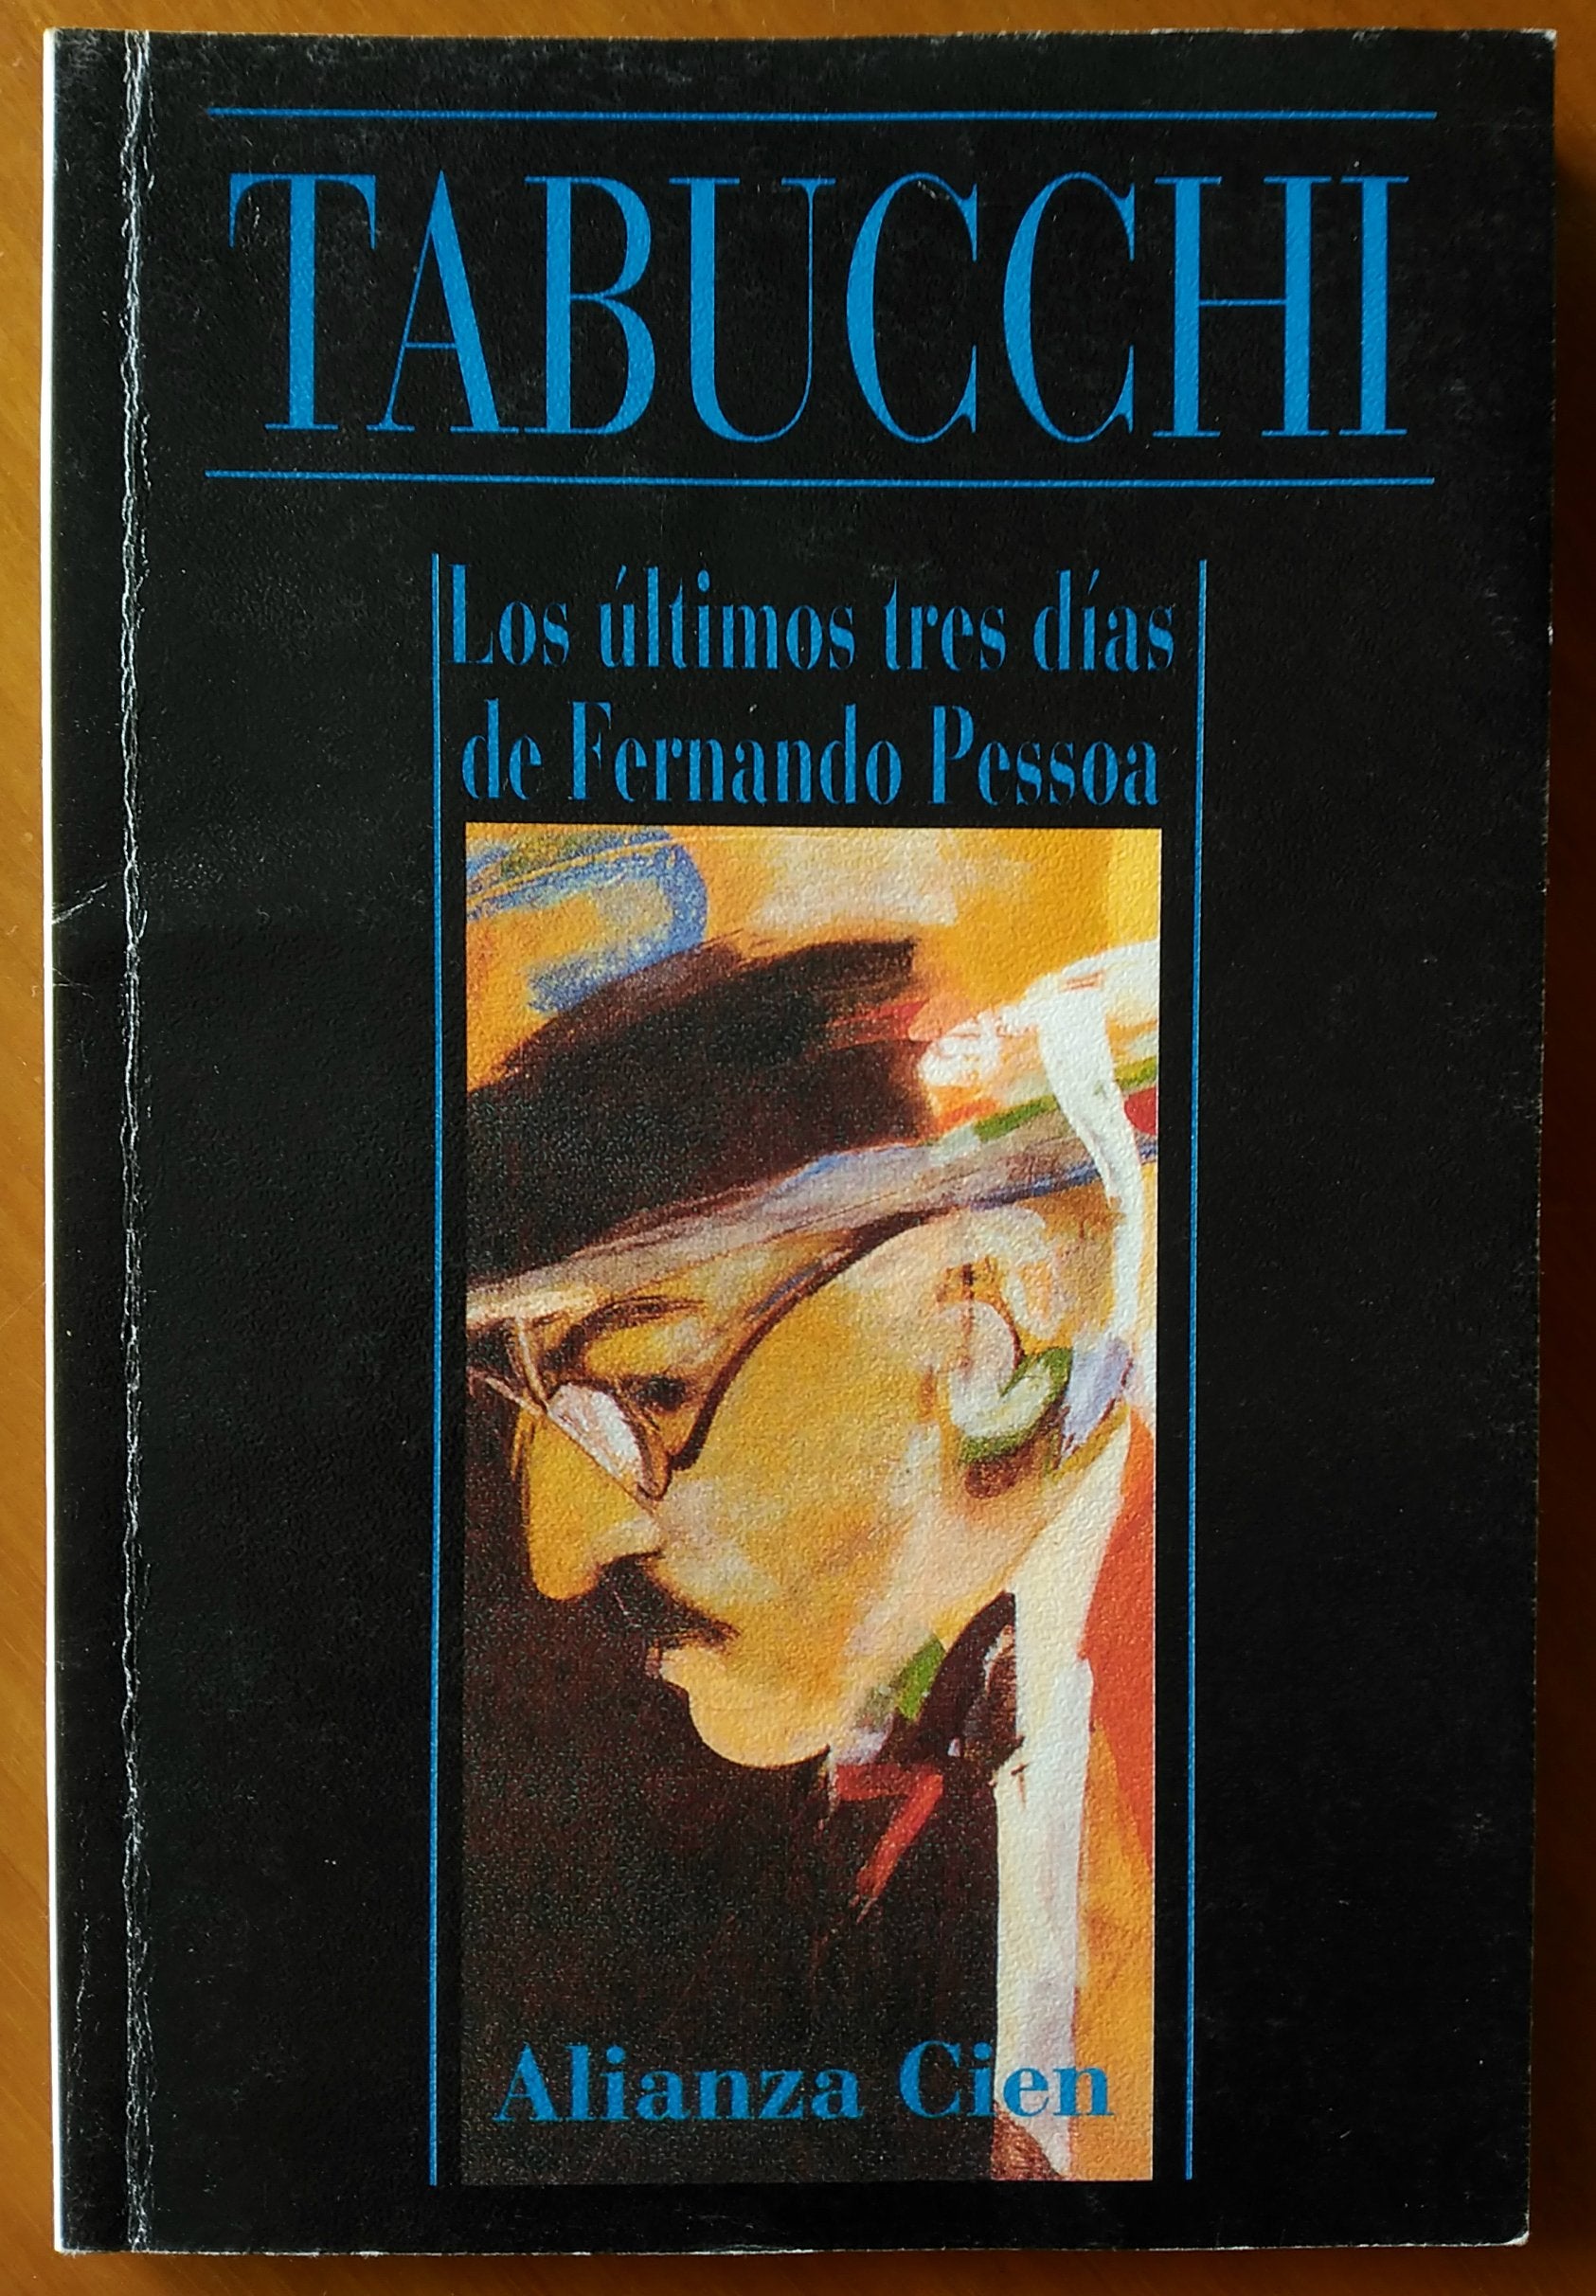 TABUCCHI
Los últimos tres días
de Fernando Pessoa
Alianza Cien